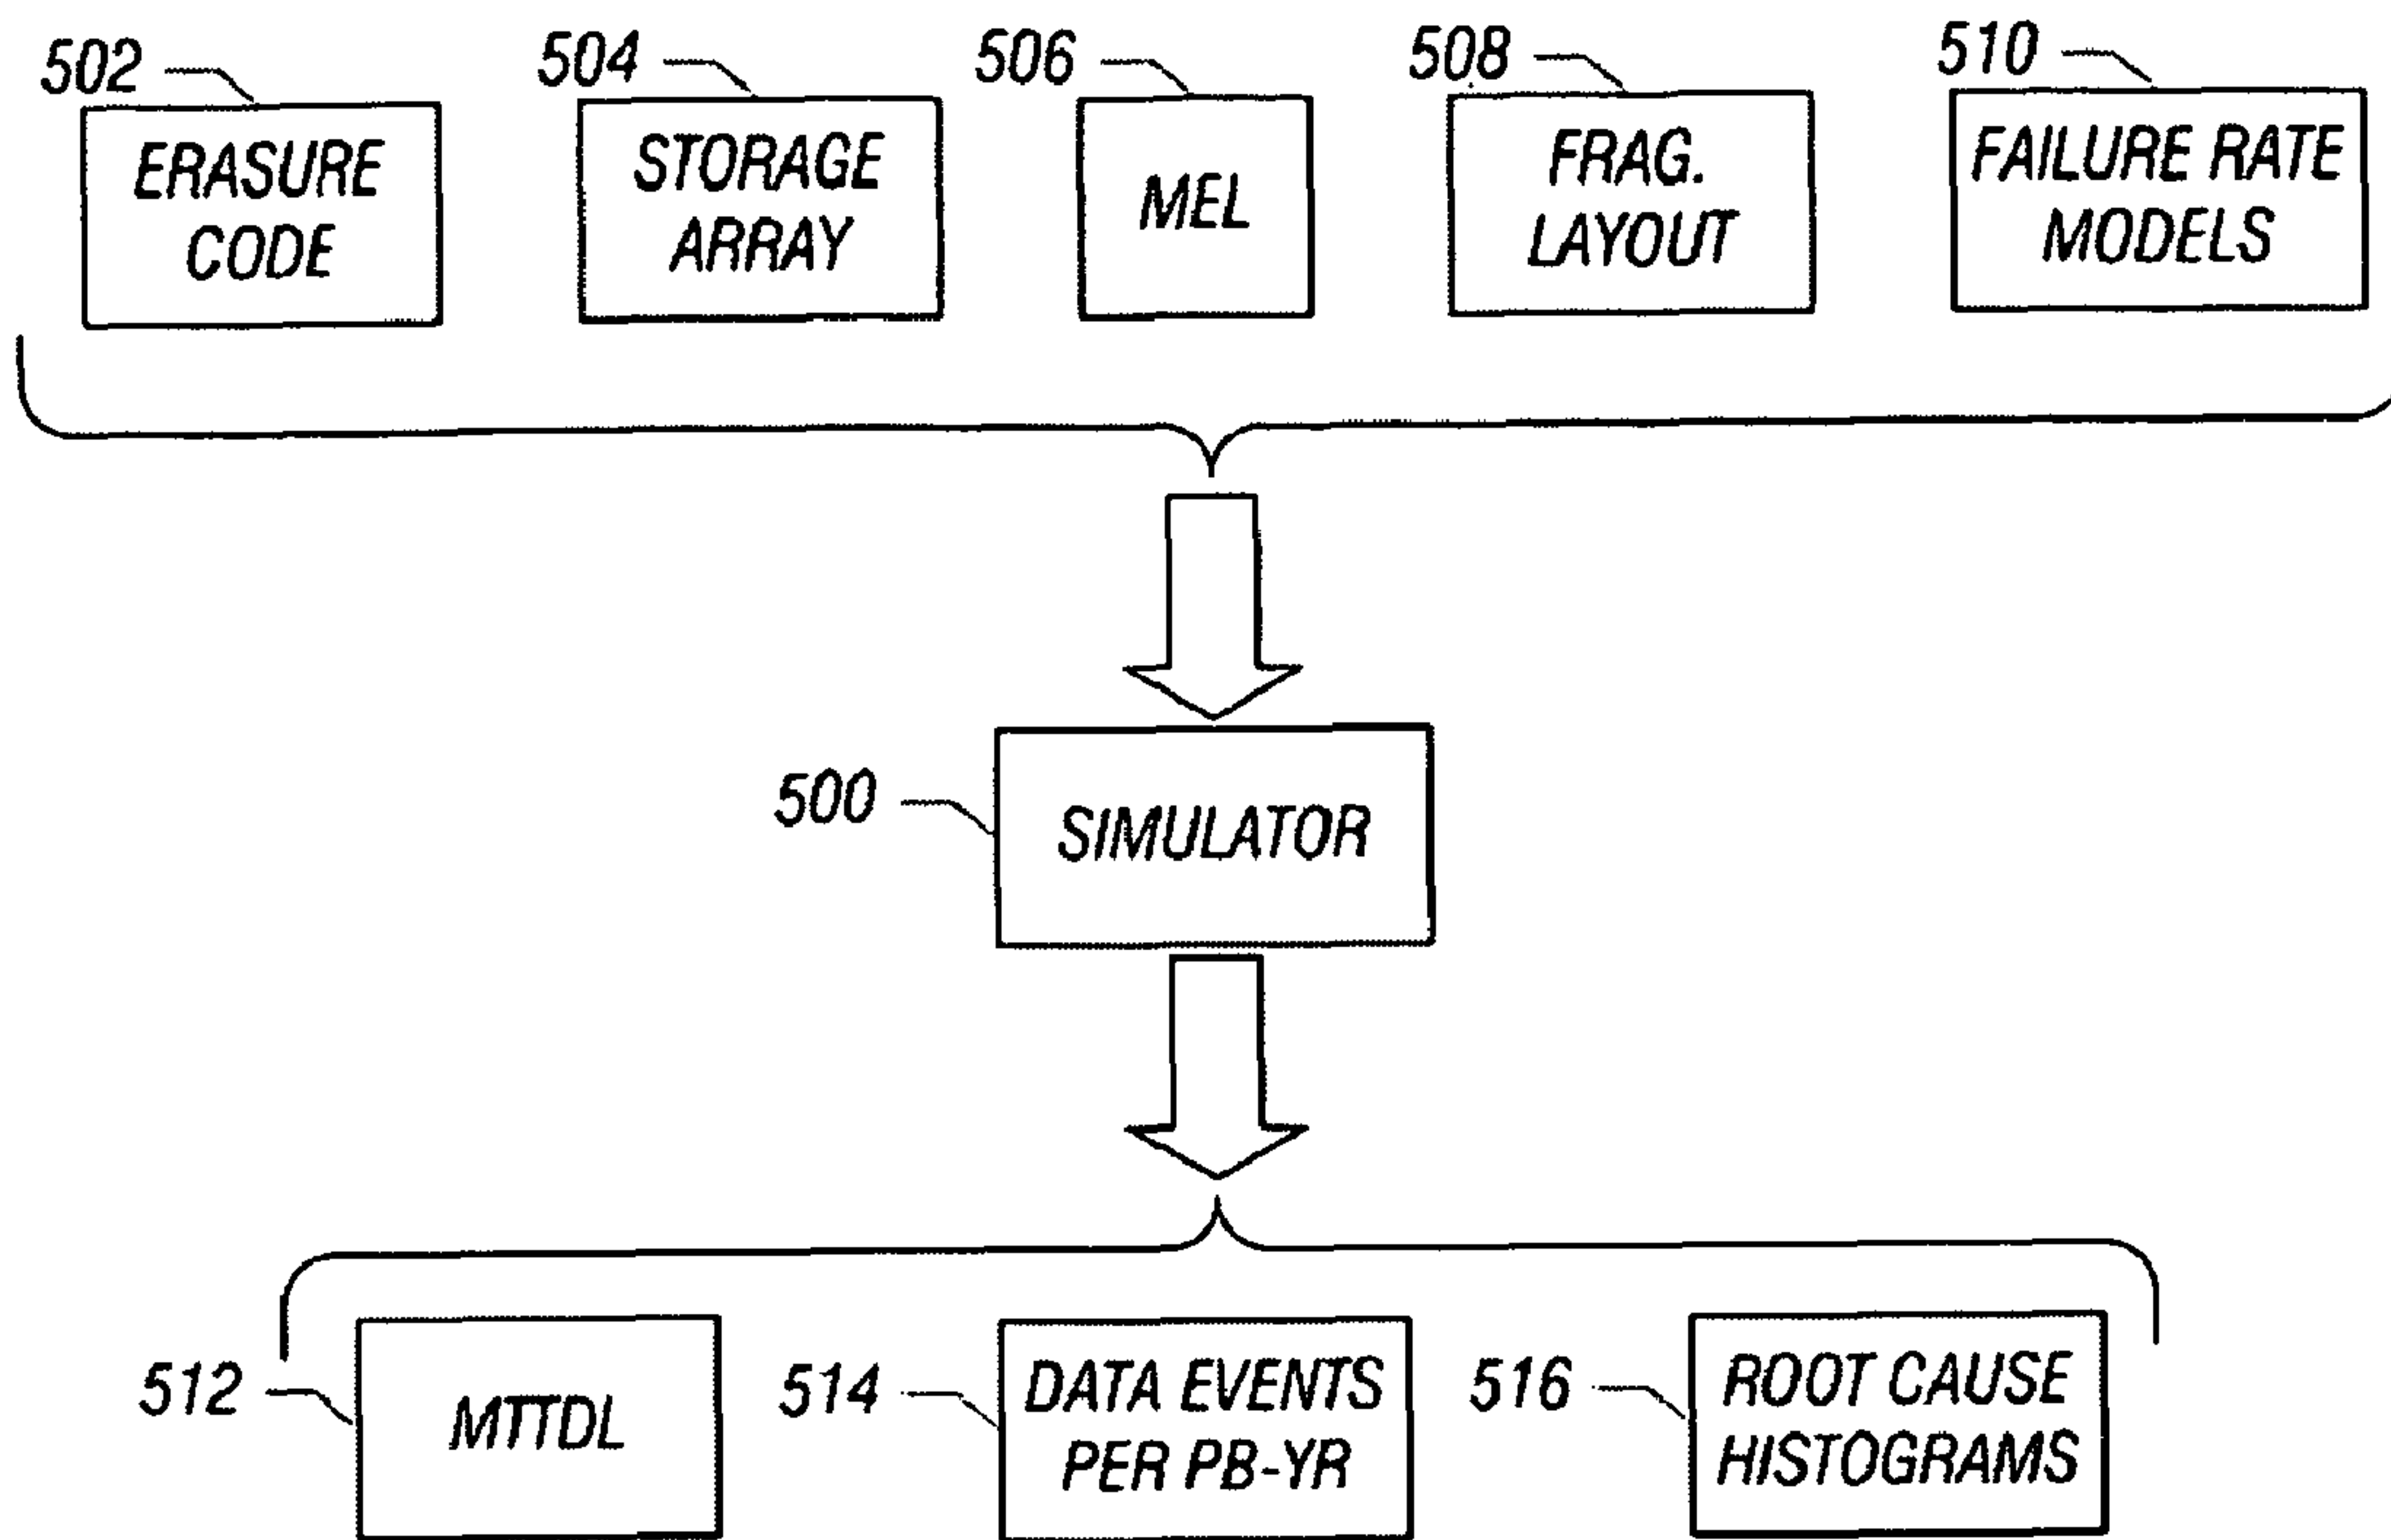 502
504
506
508
510
ERASURE
CODE
STORAGE
ARRAY
MEL
FRAG.
LAYOUT
FAILURE RATE
MODELS
500
SIMULATOR
512
MTTDL
514
DATA EVENTS
PER PB-YR
516
ROOT CAUSE
HISTOGRAMS